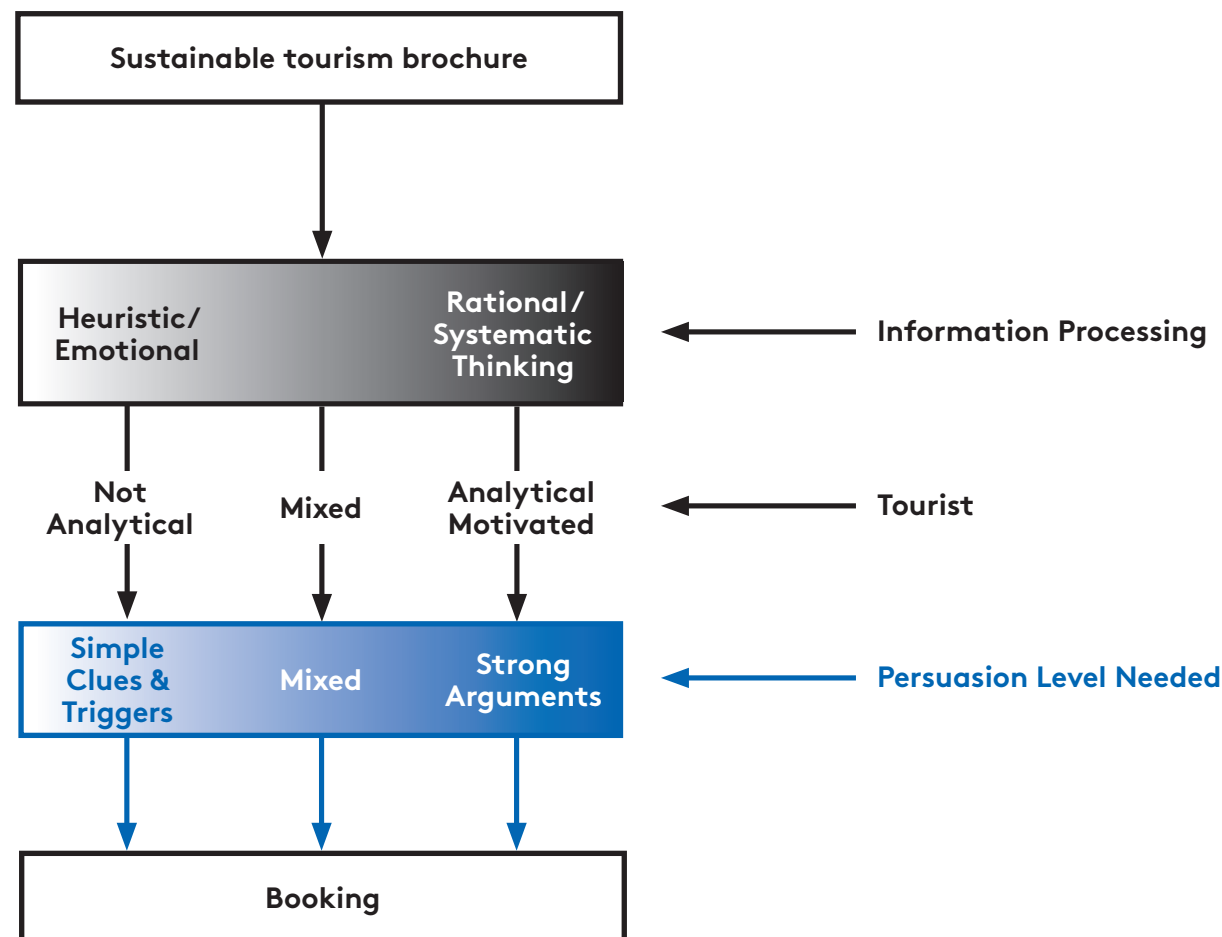 Sustainable tourism brochure
Heuristic/
Emotional
Rational/
Systematic
Thinking
Information Processing
Not
Analytical
Mixed
Analytical
Motivated
Tourist
Simple
Clues &
Triggers
Mixed
Strong
Arguments
Persuasion Level Needed
Booking